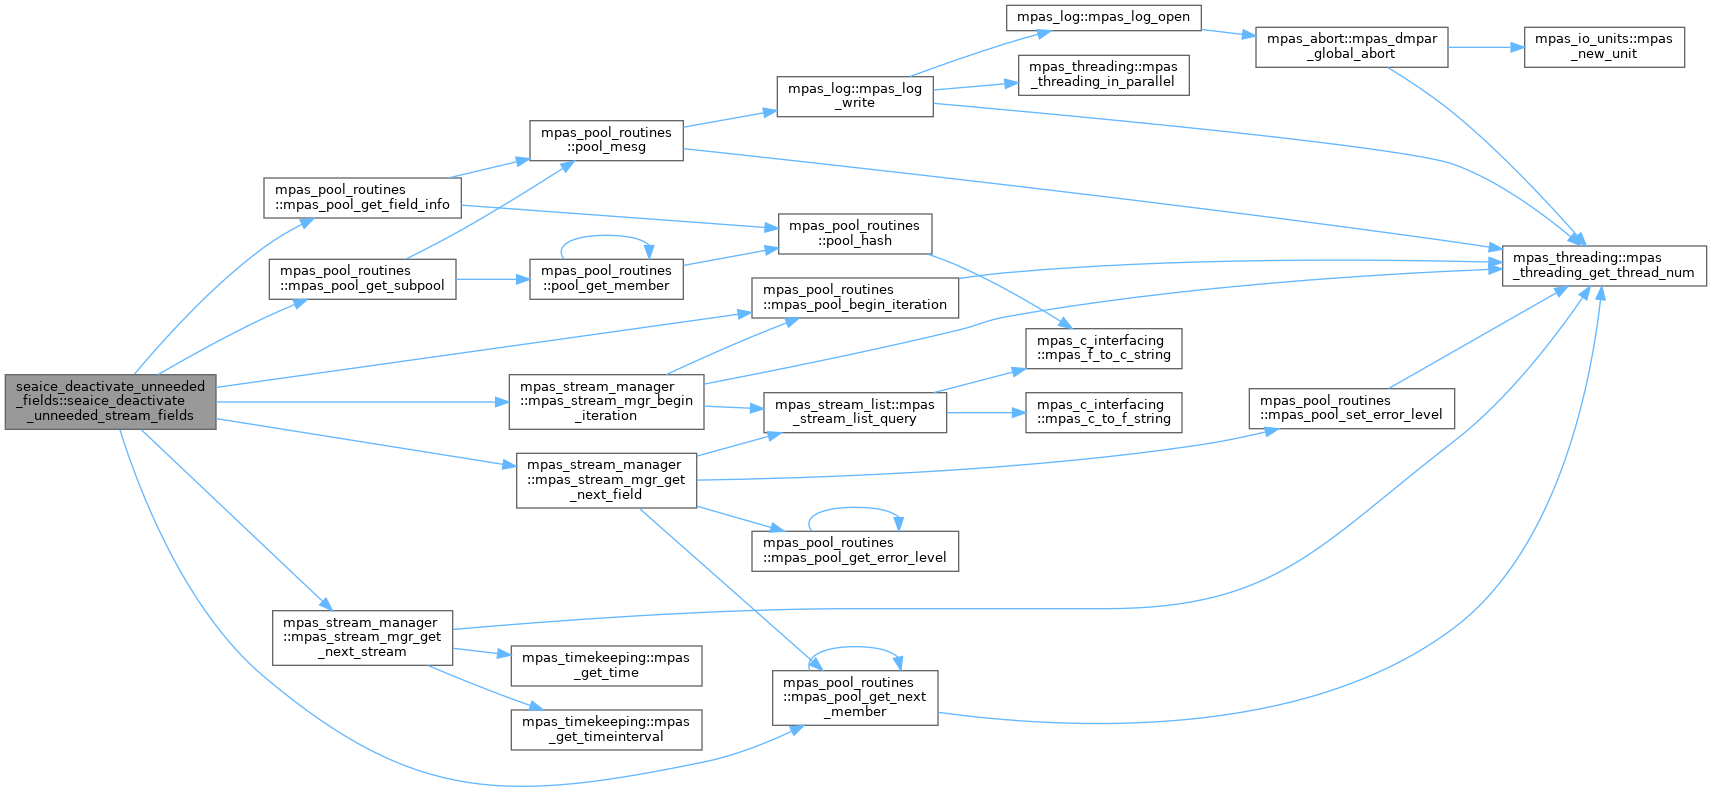 mpas_log::mpas_log_open
mpas_abort::mpas_dmpar
_global_abort
mpas_io_units::mpas
_new_unit
mpas_threading::mpas
_threading_in_parallel
mpas_log::mpas_log
_write
mpas_pool_routines
::pool_mesg
mpas_pool_routines
::mpas_pool_get_field_info
mpas_pool_routines
::pool_hash
mpas_pool_routines
::mpas_pool_get_subpool
mpas_pool_routines
::pool_get_member
mpas_threading::mpas
_threading_get_thread_num
mpas_pool_routines
::mpas_pool_begin_iteration
mpas_c_interfacing
::mpas_f_to_c_string
seaice_deactivate_unneeded
_fields::seaice_deactivate
_unneeded_stream_fields
mpas_stream_manager
::mpas_stream_mgr_begin
_iteration
mpas_stream_list::mpas
_stream_list_query
mpas_c_interfacing
::mpas_c_to_f_string
mpas_pool_routines
::mpas_pool_set_error_level
mpas_stream_manager
::mpas_stream_mgr_get
_next_field
mpas_pool_routines
::mpas_pool_get_error_level
mpas_stream_manager
::mpas_stream_mgr_get
_next_stream
mpas_timekeeping::mpas
_get_time
mpas_pool_routines
::mpas_pool_get_next
_member
mpas_timekeeping::mpas
_get_timeinterval